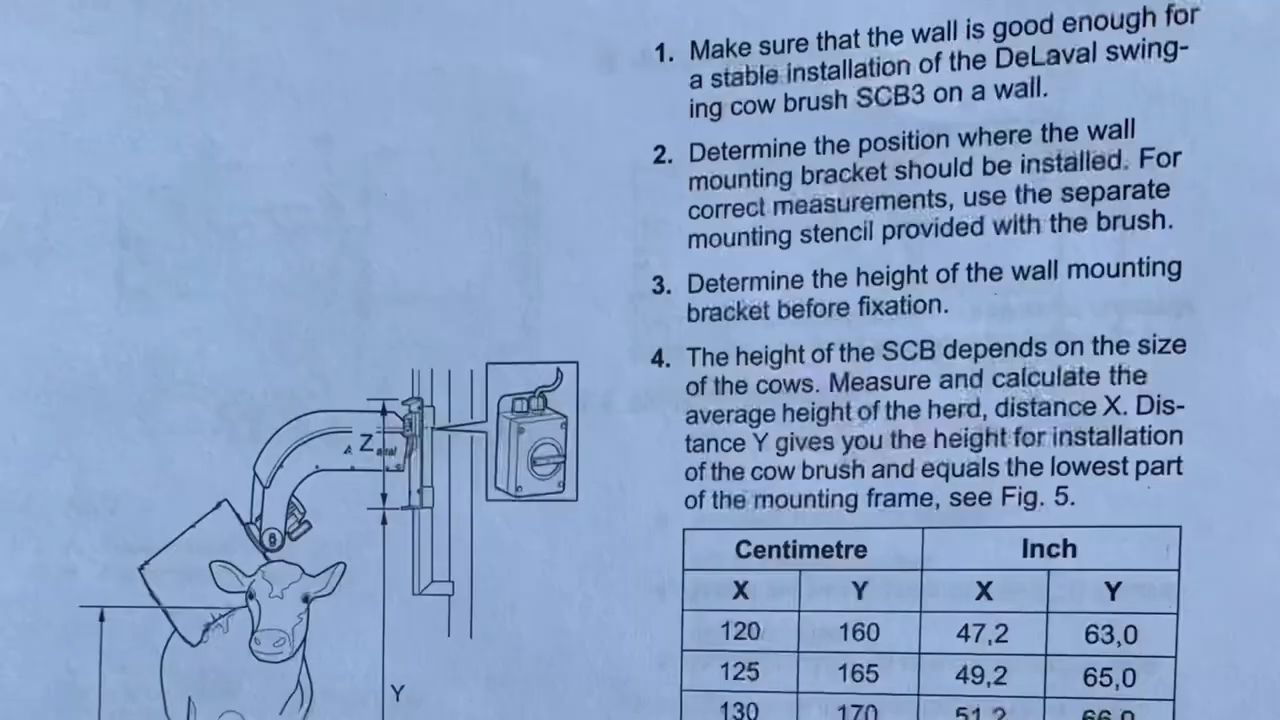 1. Make sure that the wall is good enough for
a stable installation of the DeLaval swing-
ing cow brush SCB3 on a wall.
2. Determine the position where the wall
mounting bracket should be installed. For
correct measurements, use the separate
mounting stencil provided with the brush.
3. Determine the height of the wall mounting
bracket before fixation.
4. The height of the SCB depends on the size
of the cows. Measure and calculate the
average height of the herd, distance X. Dis-
tance Y gives you the height for installation
of the cow brush and equals the lowest part
of the mounting frame, see Fig. 5.
Z
Y
Centimetre Inch
X Y X Y
120 160 47,2 63,0
125 165 49,2 65,0
130 170 51,2 66,0